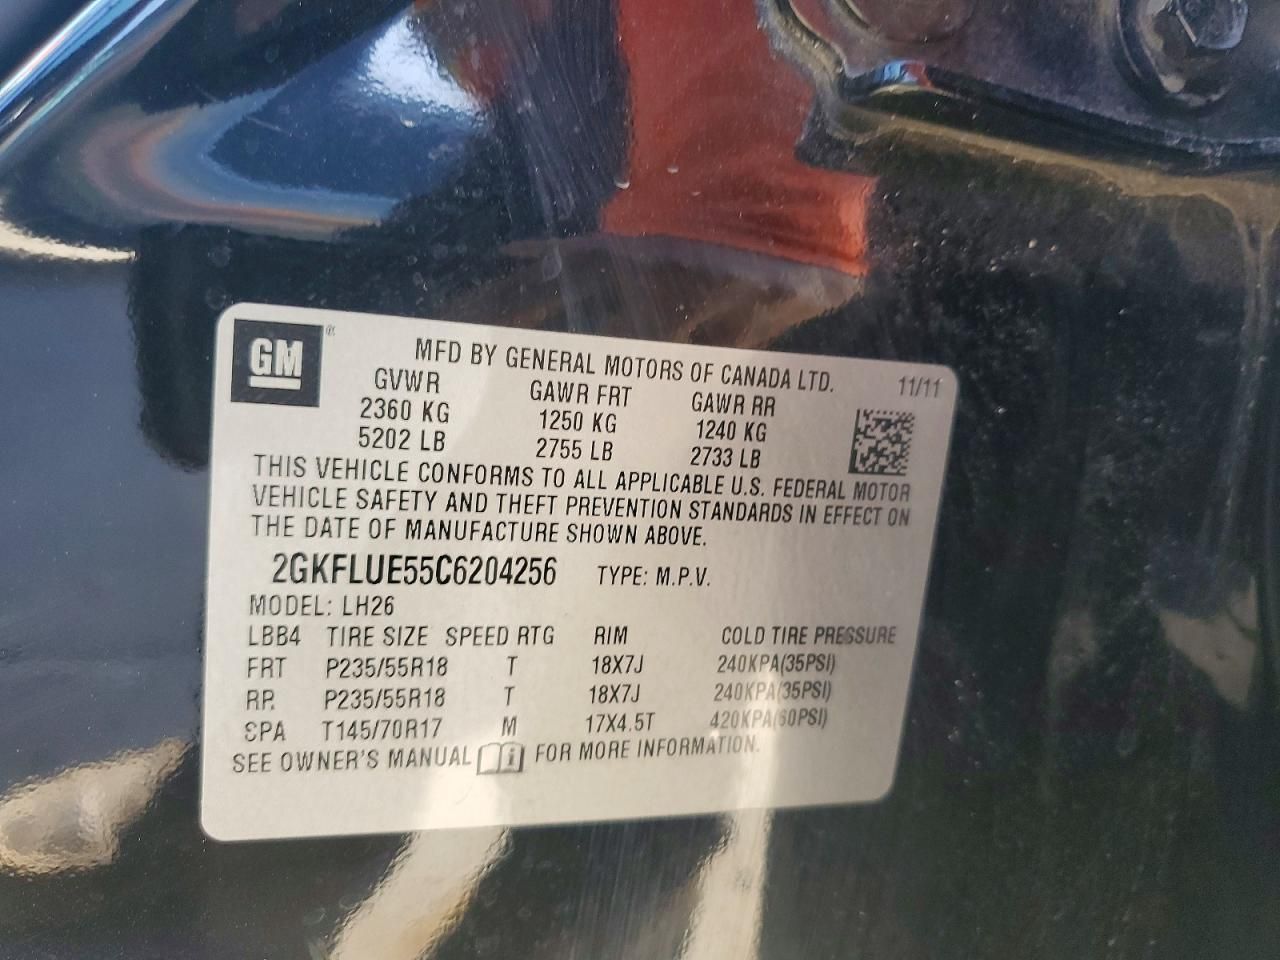 GM ®
MFD BY GENERAL MOTORS OF CANADA LTD. 11/11
GVWR GAWR FRT GAWR RR
2360 KG 1250 KG 1240 KG
5202 LB 2755 LB 2733 LB
THIS VEHICLE CONFORMS TO ALL APPLICABLE U.S. FEDERAL MOTOR
VEHICLE SAFETY AND THEFT PREVENTION STANDARDS IN EFFECT ON
THE DATE OF MANUFACTURE SHOWN ABOVE.
2GKFLUE55C6204256 TYPE: M.P.V.
MODEL: LH26
LBB4 TIRE SIZE SPEED RTG RIM COLD TIRE PRESSURE
FRT P235/55R18 T 18X7J 240KPA(35PSI)
RR P235/55R18 T 18X7J 240KPA(35PSI)
SPA T145/70R17 M 17X4.5T 420KPA(60PSI)
SEE OWNER'S MANUAL i FOR MORE INFORMATION.